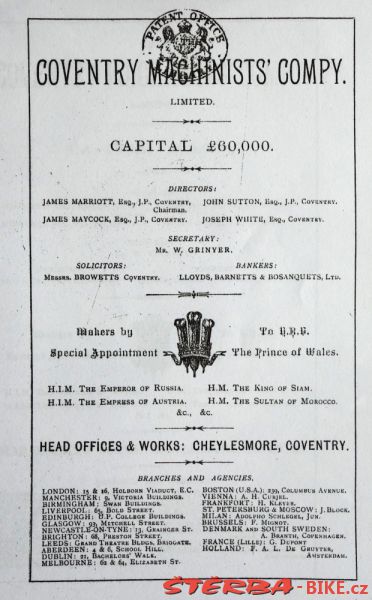 PATENT OFFICE
COVENTRY MACHINISTS' COMPY.
LIMITED.
CAPITAL £60,000.
DIRECTORS:
JAMES MARRIOTT, Esq., J.P., Coventry, Chairman.
JOHN SUTTON, Esq., J.P., Coventry.
JAMES MAYCOCK, Esq., J.P., Coventry.
JOSEPH WHITE, Esq., Coventry.
SECRETARY:
Mr. W. GRINYER.
SOLICITORS:
Messrs. BROWETTS Coventry.
BANKERS:
LLOYDS, BARNETTS & BOSANQUETS, Ltd.
Makers by
Special Appointment
To H.R.H.
The Prince of Wales.
H.I.M. The Emperor of Russia.
H.M. The King of Siam.
H.I.M. The Empress of Austria.
H.M. The Sultan of Morocco.
&c., &c.
HEAD OFFICES & WORKS: CHEYLESMORE, COVENTRY.
BRANCHES AND AGENCIES.
LONDON: 15 & 16, Holborn Viaduct, E.C.
MANCHESTER: 9, Victoria Buildings.
BIRMINGHAM: Swan Buildings.
LIVERPOOL: 65, Bold Street.
EDINBURGH: B.P. College Buildings.
GLASGOW: 92, Mitchell Street.
NEWCASTLE-ON-TYNE: 13, Grainger St.
BRIGHTON: 68, Preston Street.
LEEDS: Grand Theatre Bldgs, Briggate.
ABERDEEN: 4 & 6, School Hill.
DUBLIN: 21, Bachelors' Walk.
MELBOURNE: 62 & 64, Elizabeth St.
BOSTON (U.S.A.): 239, Columbus Avenue.
VIENNA: A. H. Curjel.
FRANKFORT: H. Kleyer.
ST. PETERSBURG & MOSCOW: J. Block.
MILAN: Adolpho Schlegel, Jun.
BRUSSELS: F. Mignot.
DENMARK AND SOUTH SWEDEN:
A. Branth, Copenhagen.
FRANCE (LILLE): G. Dupont
HOLLAND: F. A. L. De Gruyter,
Amsterdam.
STERBA-BIKE.cz